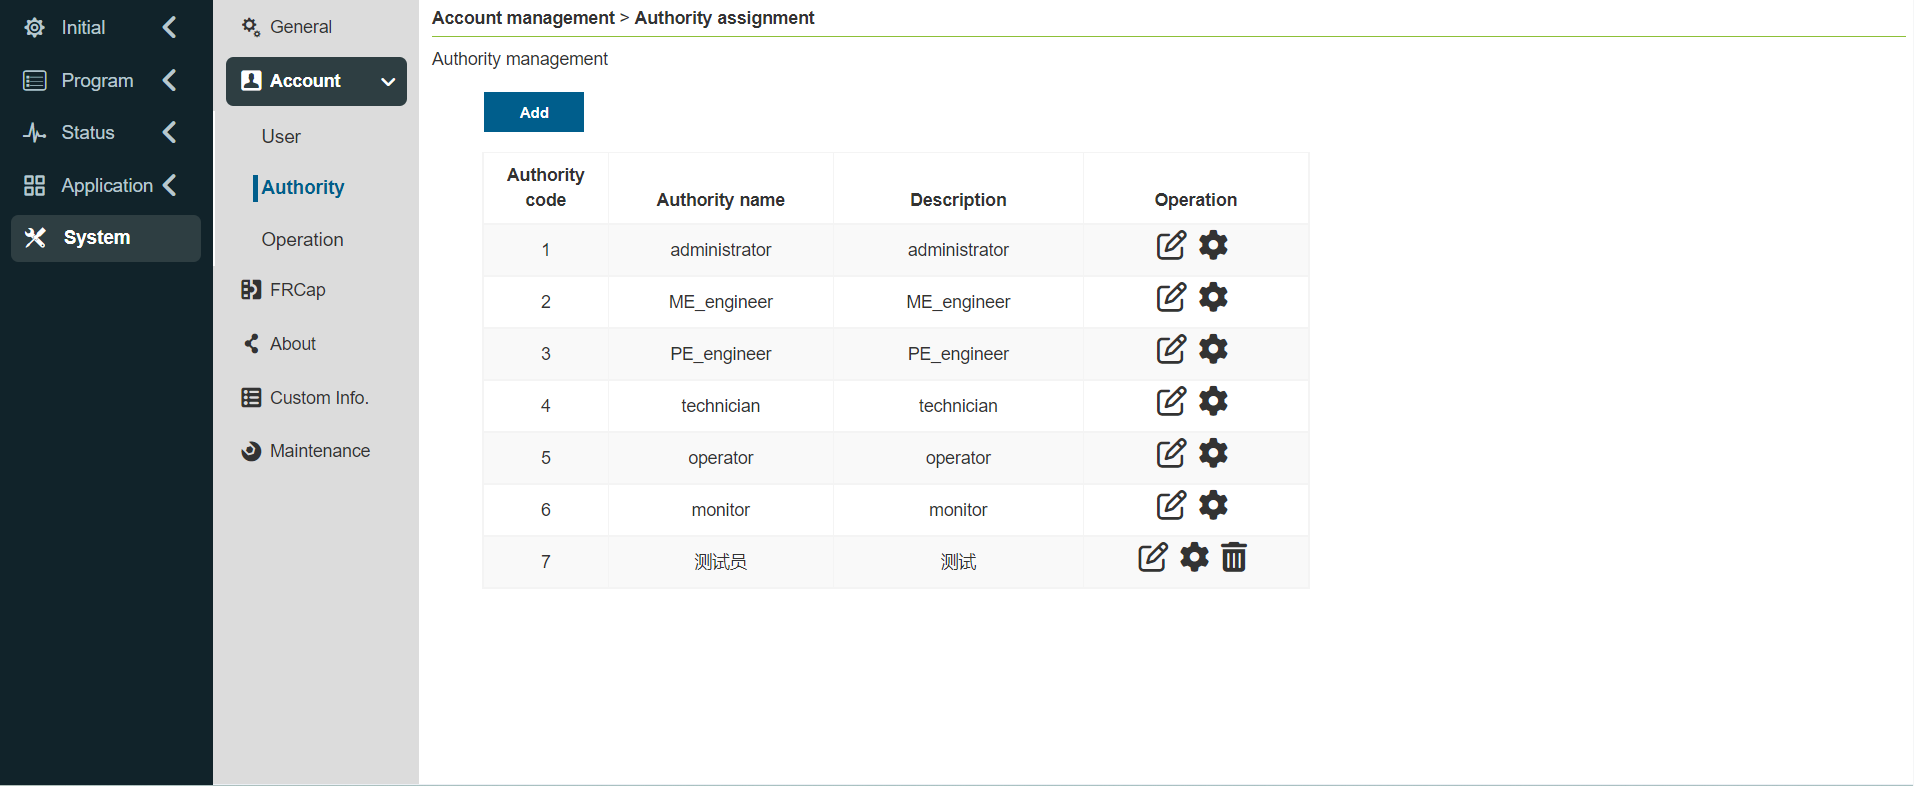 Initial
Program
Status
Application
System
General
Account
User
Authority
Operation
FRCap
About
Custom Info.
Maintenance
Account management > Authority assignment
Authority management
Add
Authority code Authority name Description Operation
1 administrator administrator
2 ME_engineer ME_engineer
3 PE_engineer PE_engineer
4 technician technician
5 operator operator
6 monitor monitor
7 测试员 测试